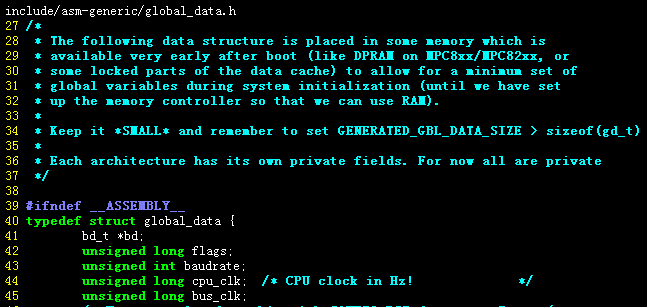 include/asm-generic/global_data.h
27 /*
28  * The following data structure is placed in some memory which is
29  * available very early after boot (like DPRAM on MPC8xx/MPC82xx, or
30  * some locked parts of the data cache) to allow for a minimum set of
31  * global variables during system initialization (until we have set
32  * up the memory controller so that we can use RAM).
33  *
34  * Keep it *SMALL* and remember to set GENERATED_GBL_DATA_SIZE > sizeof(gd_t)
35  *
36  * Each architecture has its own private fields. For now all are private
37  */
38
39 #ifndef __ASSEMBLY__
40 typedef struct global_data {
41         bd_t *bd;
42         unsigned long flags;
43         unsigned int baudrate;
44         unsigned long cpu_clk;  /* CPU clock in Hz!             */
45         unsigned long bus_clk;